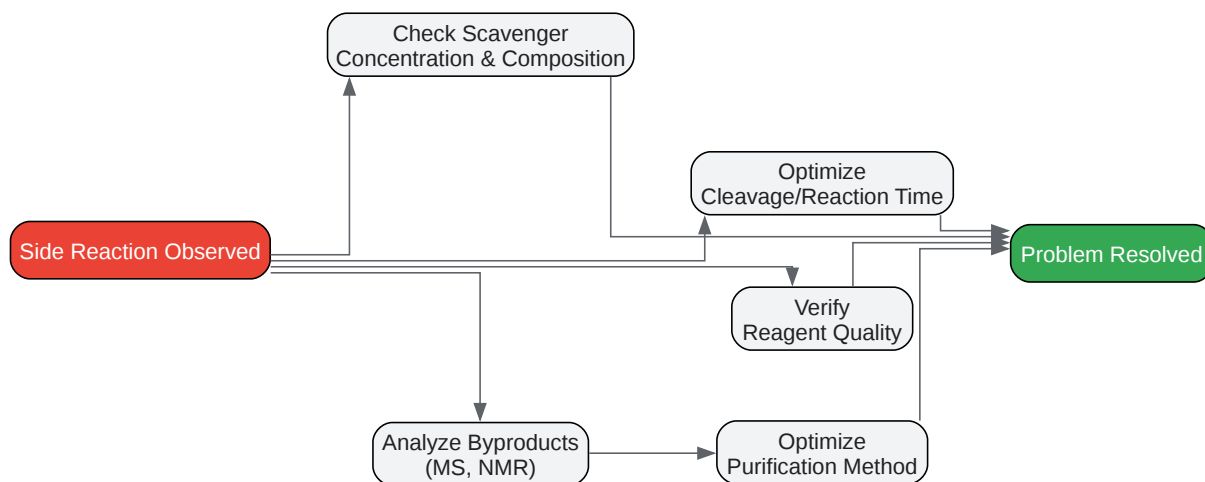 Check Scavenger
Concentration & Composition
Optimize
Cleavage/Reaction Time
Side Reaction Observed
Problem Resolved
Verify
Reagent Quality
Analyze Byproducts
(MS, NMR)
Optimize
Purification Method